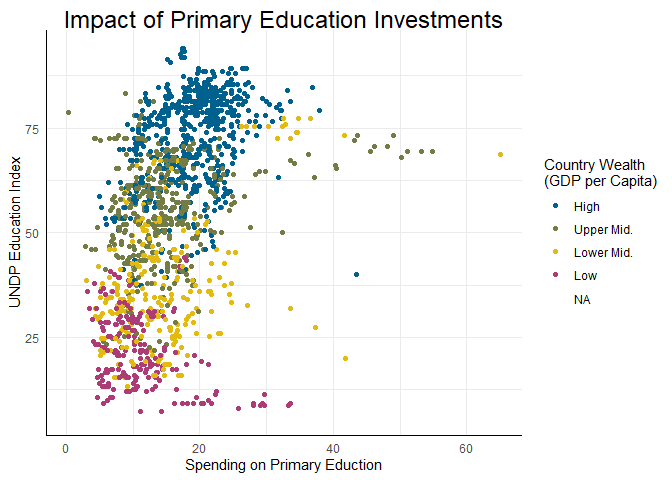 Impact of Primary Education Investments
UNDP Education Index
75
50
25
0
20
40
60
Spending on Primary Eduction
Country Wealth
(GDP per Capita)
High
Upper Mid.
Lower Mid.
Low
NA